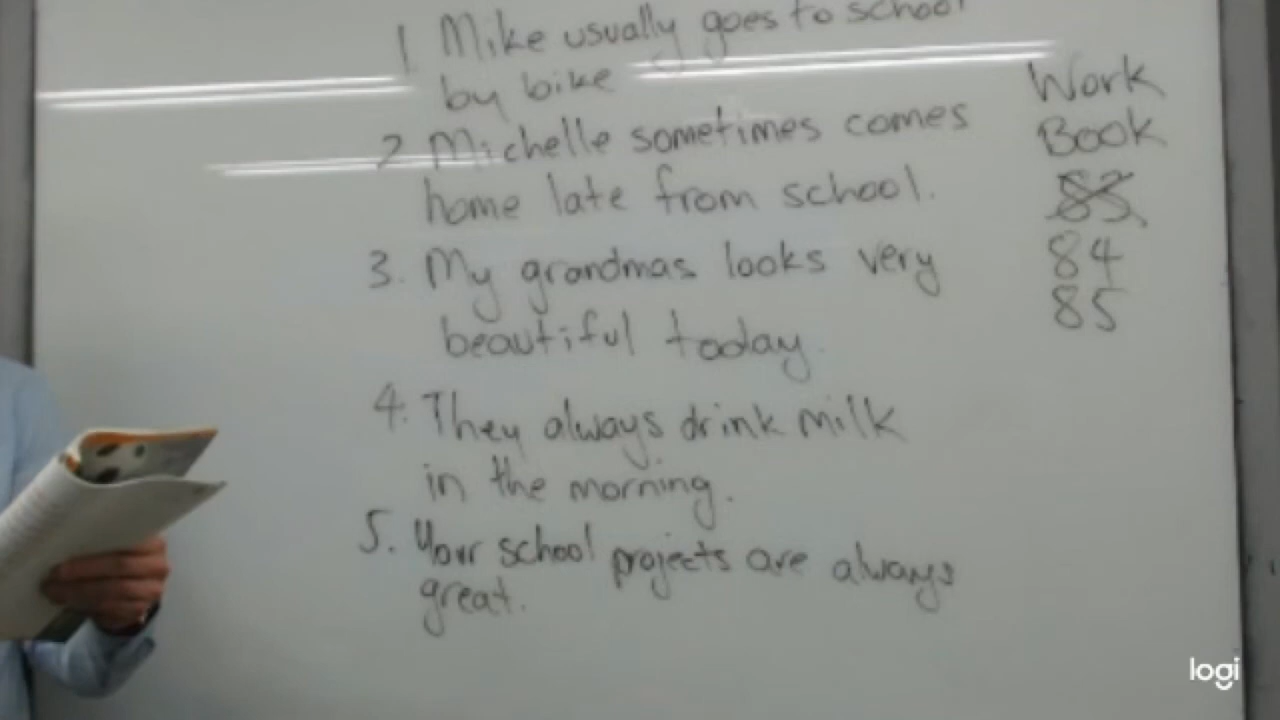 1 Mike usually goes to school
by bike
2 Michelle sometimes comes
home late from school.
3. My grandmas looks very
beautiful today.
4. They always drink milk
in the morning.
5. Your school projects are always
great.
Work
Book
83
84
85
logi